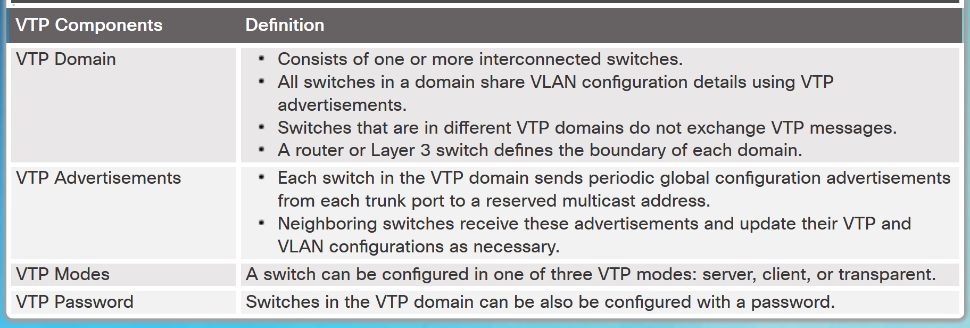 VTP Components Definition
VTP Domain • Consists of one or more interconnected switches.
• All switches in a domain share VLAN configuration details using VTP
advertisements.
• Switches that are in different VTP domains do not exchange VTP messages.
• A router or Layer 3 switch defines the boundary of each domain.
VTP Advertisements • Each switch in the VTP domain sends periodic global configuration advertisements
from each trunk port to a reserved multicast address.
• Neighboring switches receive these advertisements and update their VTP and
VLAN configurations as necessary.
VTP Modes A switch can be configured in one of three VTP modes: server, client, or transparent.
VTP Password Switches in the VTP domain can be also be configured with a password.